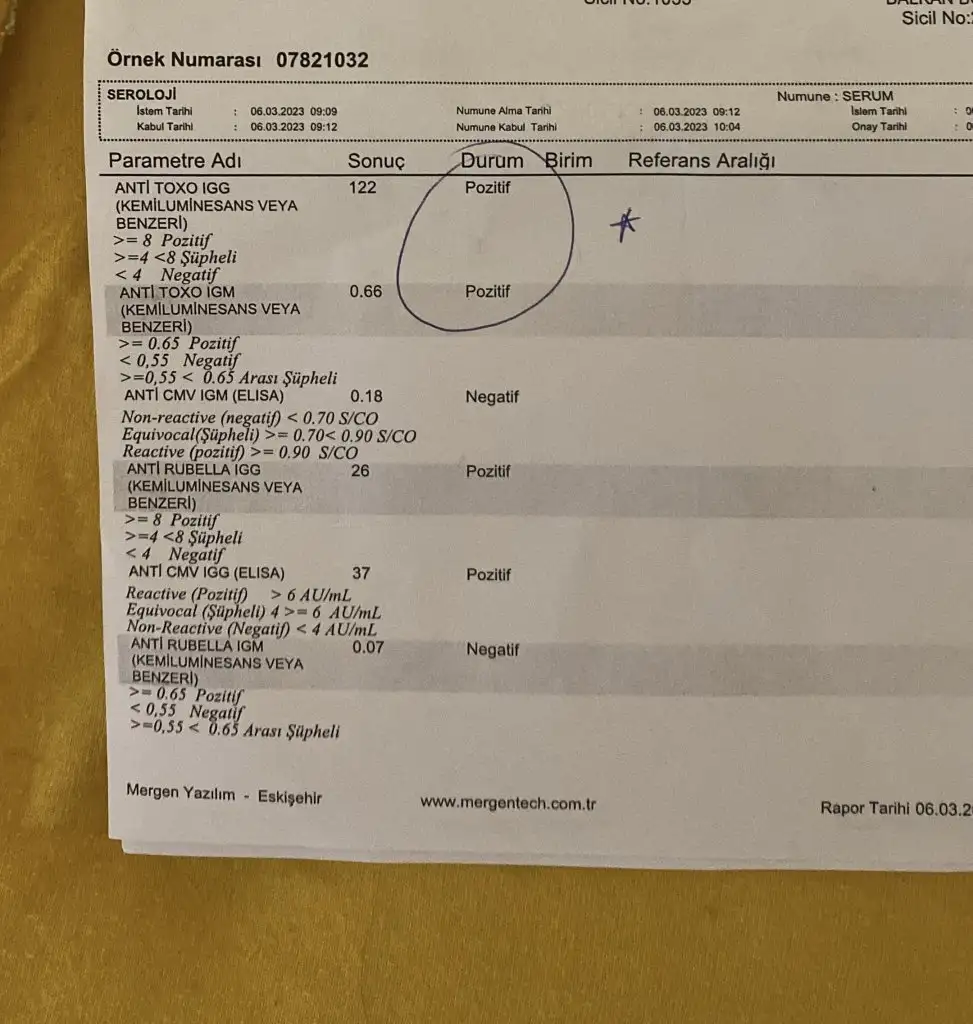 Örnek Numarası 07821032
Sicil No:
SEROLOJİ
Numune : SERUM
İstem Tarihi : 06.03.2023 09:09 Numune Alma Tarihi : 06.03.2023 09:12 İşlem Tarihi :
Kabul Tarihi : 06.03.2023 09:12 Numune Kabul Tarihi : 06.03.2023 10:04 Onay Tarihi :
Parametre Adı Sonuç Durum Birim Referans Aralığı
ANTİ TOXO IGG 122 Pozitif
(KEMİLUMİNESANS VEYA
BENZERİ)
>= 8 Pozitif
>=4 <8 Şüpheli
< 4 Negatif
ANTİ TOXO IGM 0.66 Pozitif
(KEMİLUMİNESANS VEYA
BENZERİ)
>= 0.65 Pozitif
< 0,55 Negatif
>=0,55 < 0.65 Arası Şüpheli
ANTİ CMV IGM (ELISA) 0.18 Negatif
Non-reactive (negatif) < 0.70 S/CO
Equivocal(Şüpheli) >= 0.70< 0.90 S/CO
Reactive (pozitif) >= 0.90 S/CO
ANTİ RUBELLA IGG 26 Pozitif
(KEMİLUMİNESANS VEYA
BENZERİ)
>= 8 Pozitif
>=4 <8 Şüpheli
< 4 Negatif
ANTİ CMV IGG (ELISA) 37 Pozitif
Reactive (Pozitif) > 6 AU/mL
Equivocal (Şüpheli) 4 >= 6 AU/mL
Non-Reactive (Negatif) < 4 AU/mL
ANTİ RUBELLA IGM 0.07 Negatif
(KEMİLUMİNESANS VEYA
BENZERİ)
>= 0.65 Pozitif
< 0,55 Negatif
>=0,55 < 0.65 Arası Şüpheli
Mergen Yazılım - Eskişehir www.mergentech.com.tr Rapor Tarihi 06.03.2